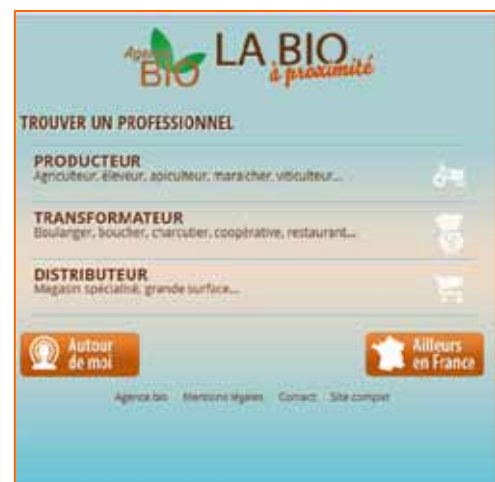 Agence
BIO
LA BIO
à proximité
TROUVER UN PROFESSIONNEL
PRODUCTEUR
Agriculteur, éleveur, apiculteur, maraîcher, viticulteur...
TRANSFORMATEUR
Boulanger, boucher, charcutier, coopérative, restaurant...
DISTRIBUTEUR
Magasin spécialisé, grande surface...
Autour
de moi
Ailleurs
en France
Agence bio Mentions légales Contact Site complet